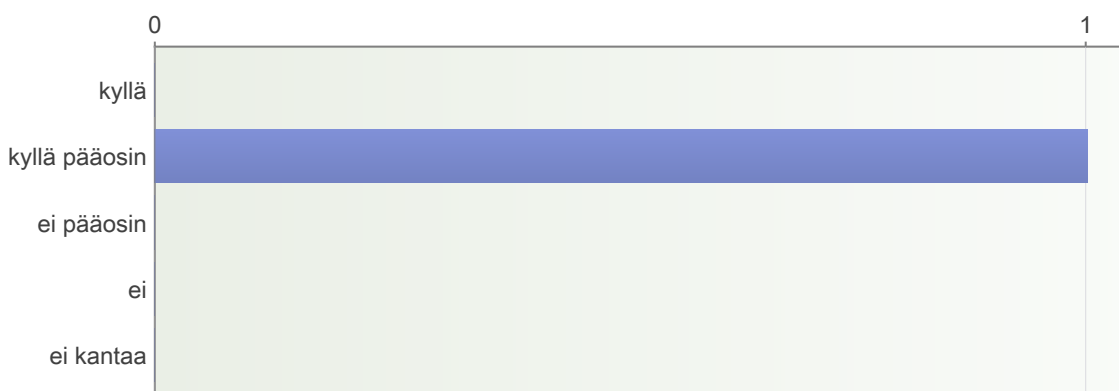 0 1
kyllä
kyllä pääosin
ei pääosin
ei
ei kantaa